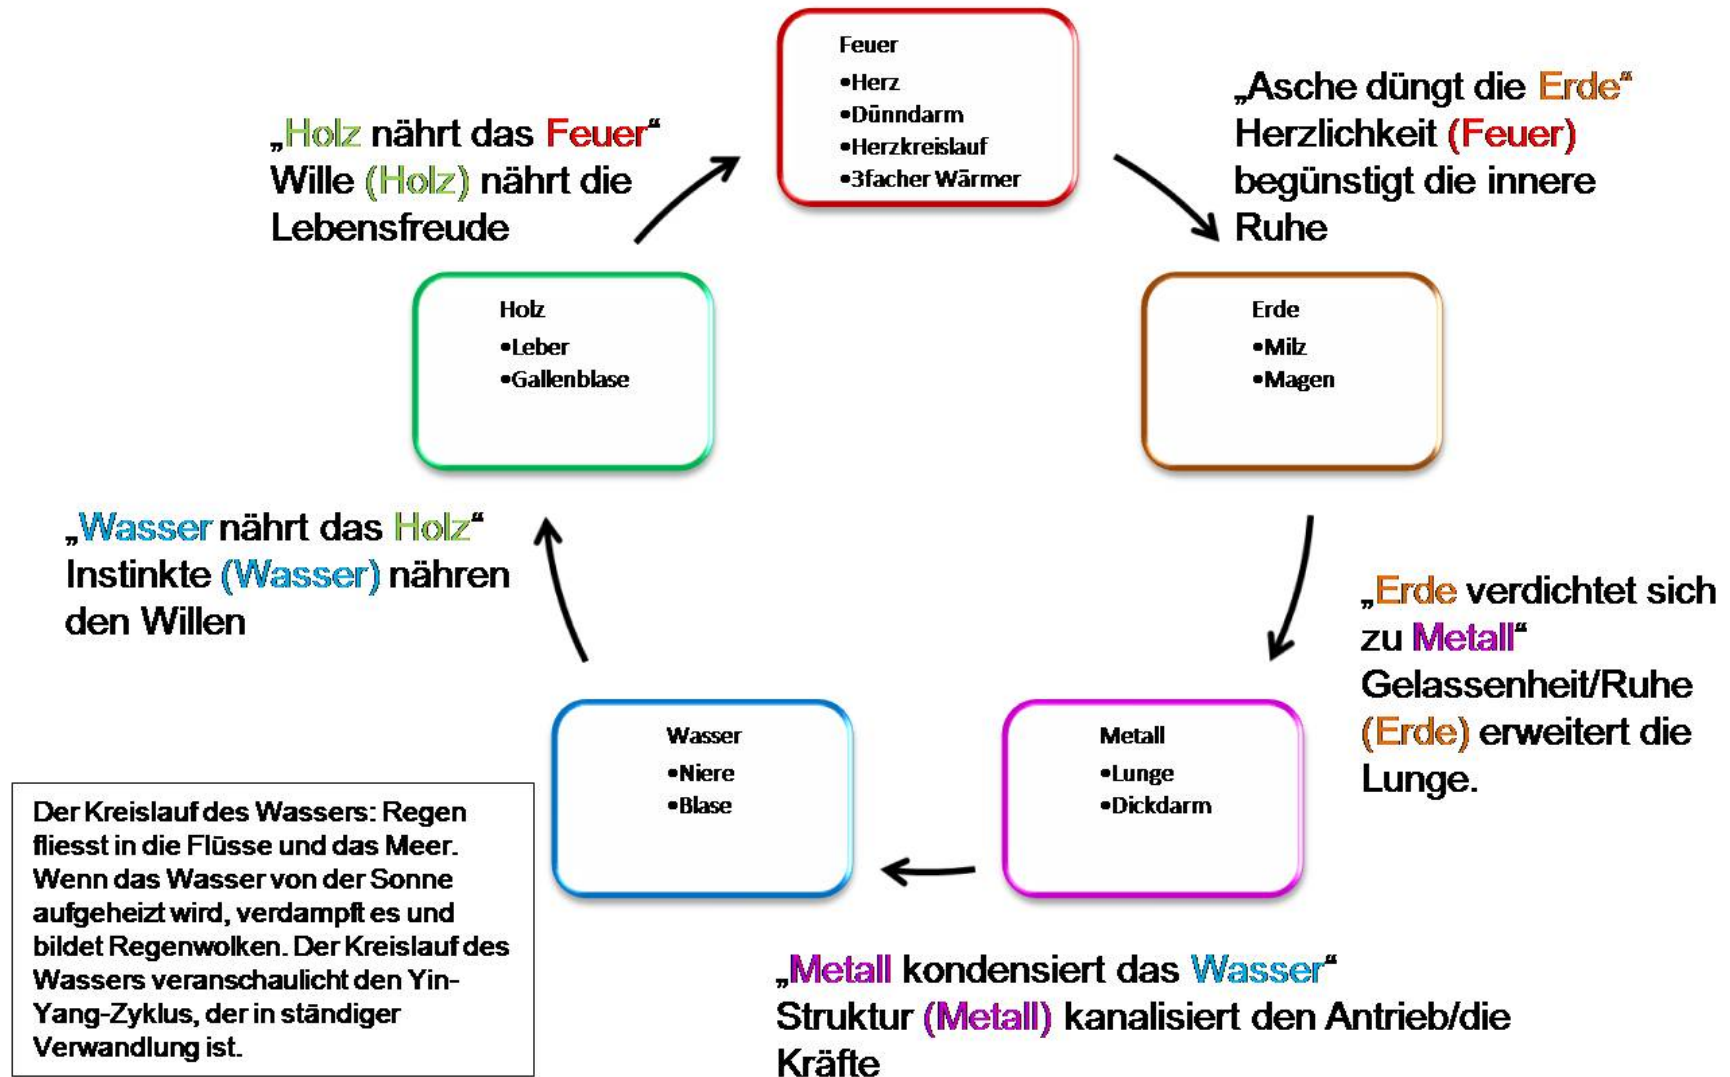 Feuer
•Herz
•Dünndarm
•Herzkreislauf
•3facher Wärmer
„Asche düngt die Erde“
Herzlichkeit (Feuer)
begünstigt die innere
Ruhe
Erde
•Milz
•Magen
„Erde verdichtet sich
zu Metall“
Gelassenheit/Ruhe
(Erde) erweitert die
Lunge.
Metall
•Lunge
•Dickdarm
„Metall kondensiert das Wasser“
Struktur (Metall) kanalisiert den Antrieb/die
Kräfte
Wasser
•Niere
•Blase
„Wasser nährt das Holz“
Instinkte (Wasser) nähren
den Willen
Holz
•Leber
•Gallenblase
„Holz nährt das Feuer“
Wille (Holz) nährt die
Lebensfreude
Der Kreislauf des Wassers: Regen
fliesst in die Flüsse und das Meer.
Wenn das Wasser von der Sonne
aufgeheizt wird, verdampft es und
bildet Regenwolken. Der Kreislauf des
Wassers veranschaulicht den Yin-
Yang-Zyklus, der in ständiger
Verwandlung ist.